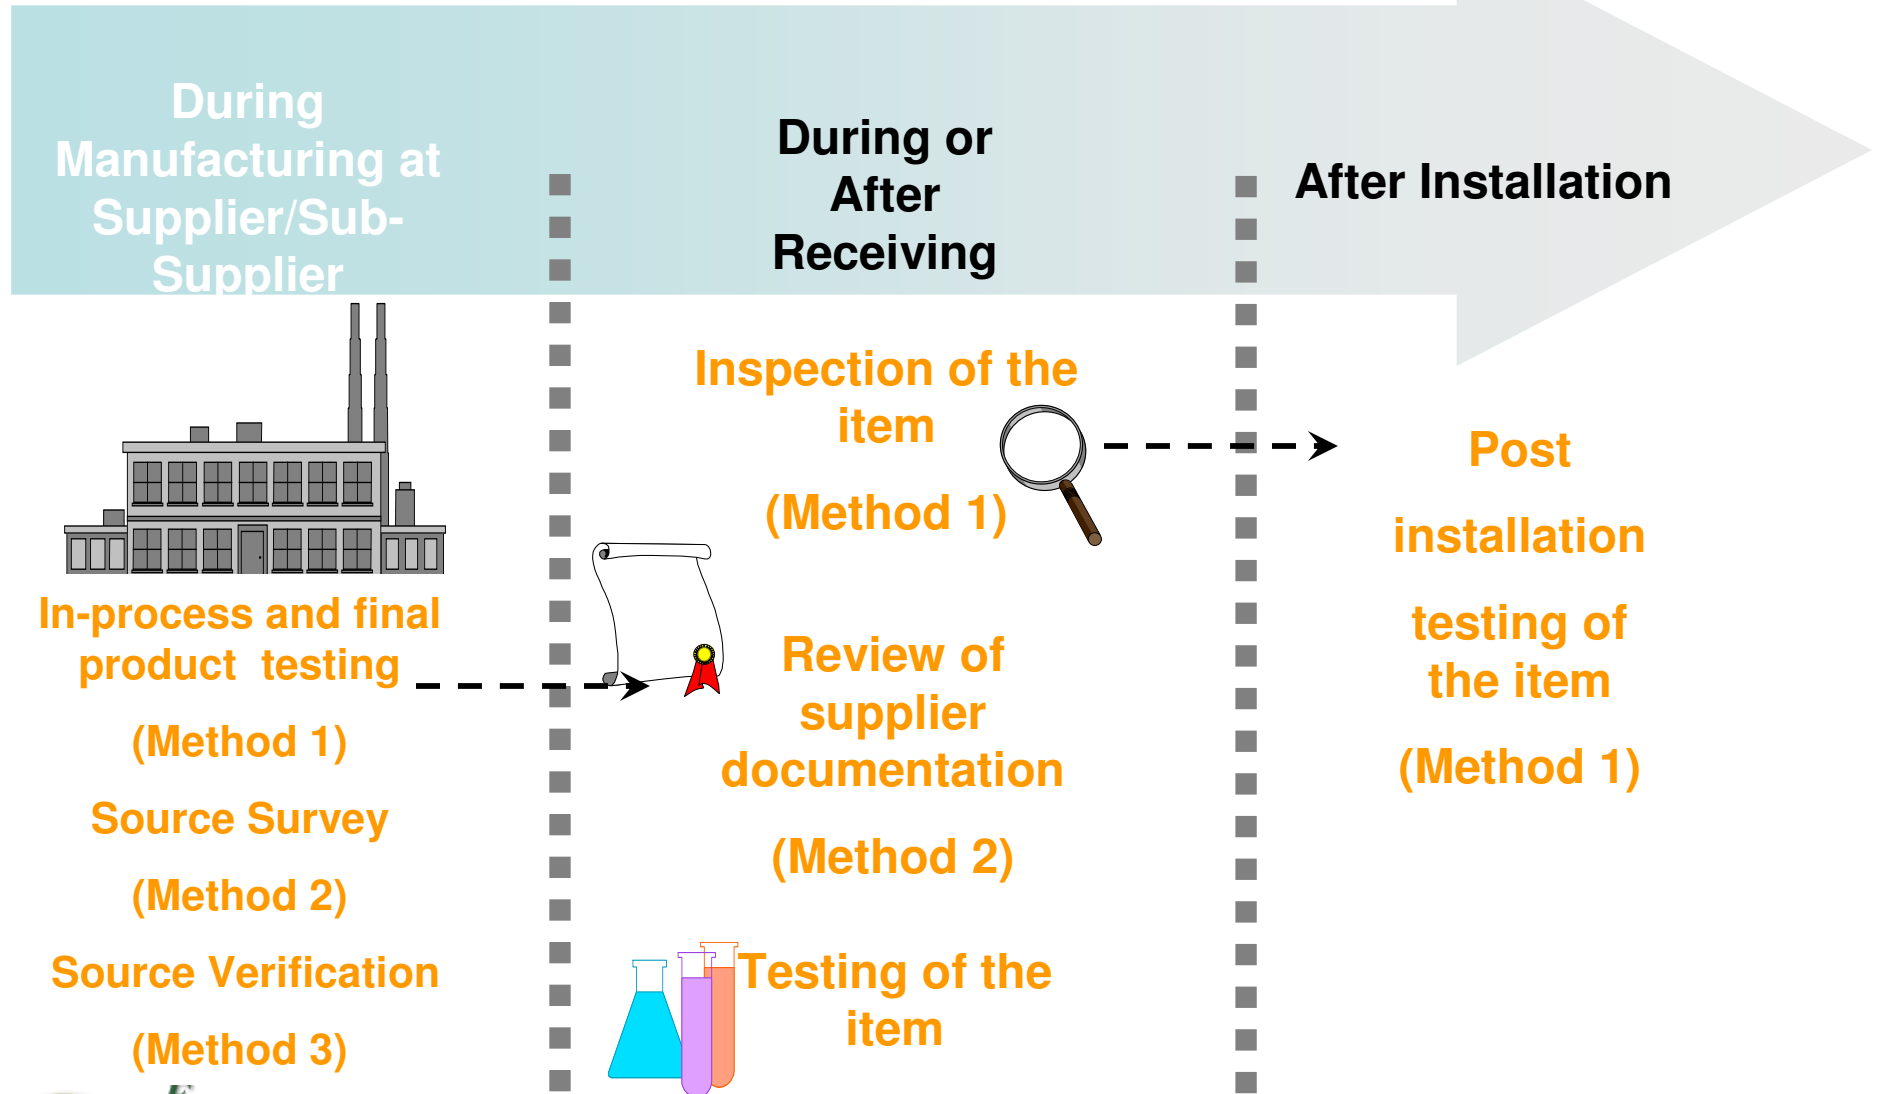 During
Manufacturing at
Supplier/Sub-
Supplier
During or
After
Receiving
After Installation
In-process and final
product testing
(Method 1)
Source Survey
(Method 2)
Source Verification
(Method 3)
Inspection of the
item
(Method 1)
Review of
supplier
documentation
(Method 2)
Testing of the
item
Post
installation
testing of
the item
(Method 1)